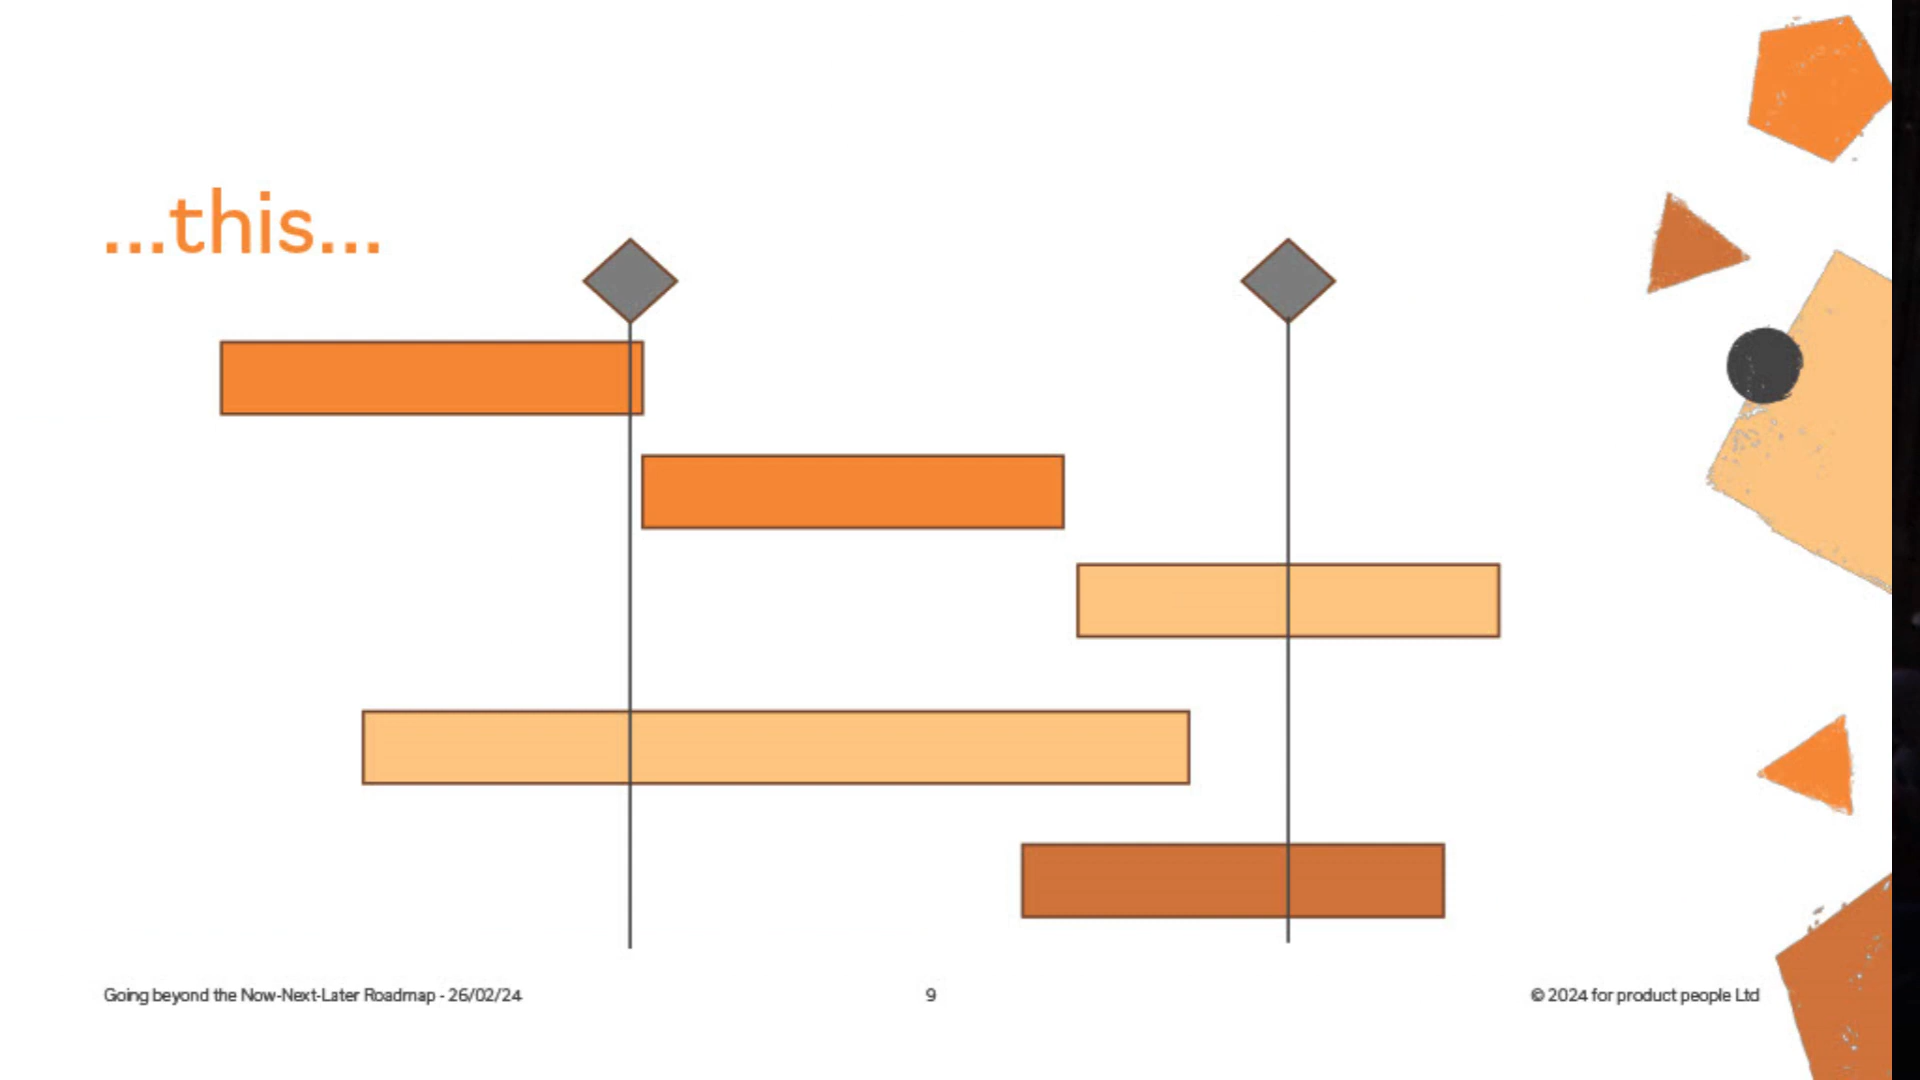 ...this...
Going beyond the Now-Next-Later Roadmap - 26/02/24
9
© 2024 for product people Ltd